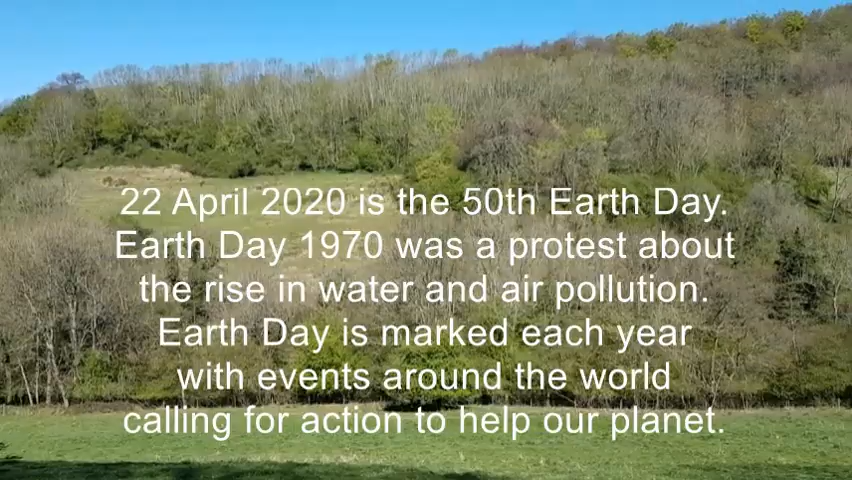 22 April 2020 is the 50th Earth Day.
Earth Day 1970 was a protest about
the rise in water and air pollution.
Earth Day is marked each year
with events around the world
calling for action to help our planet.